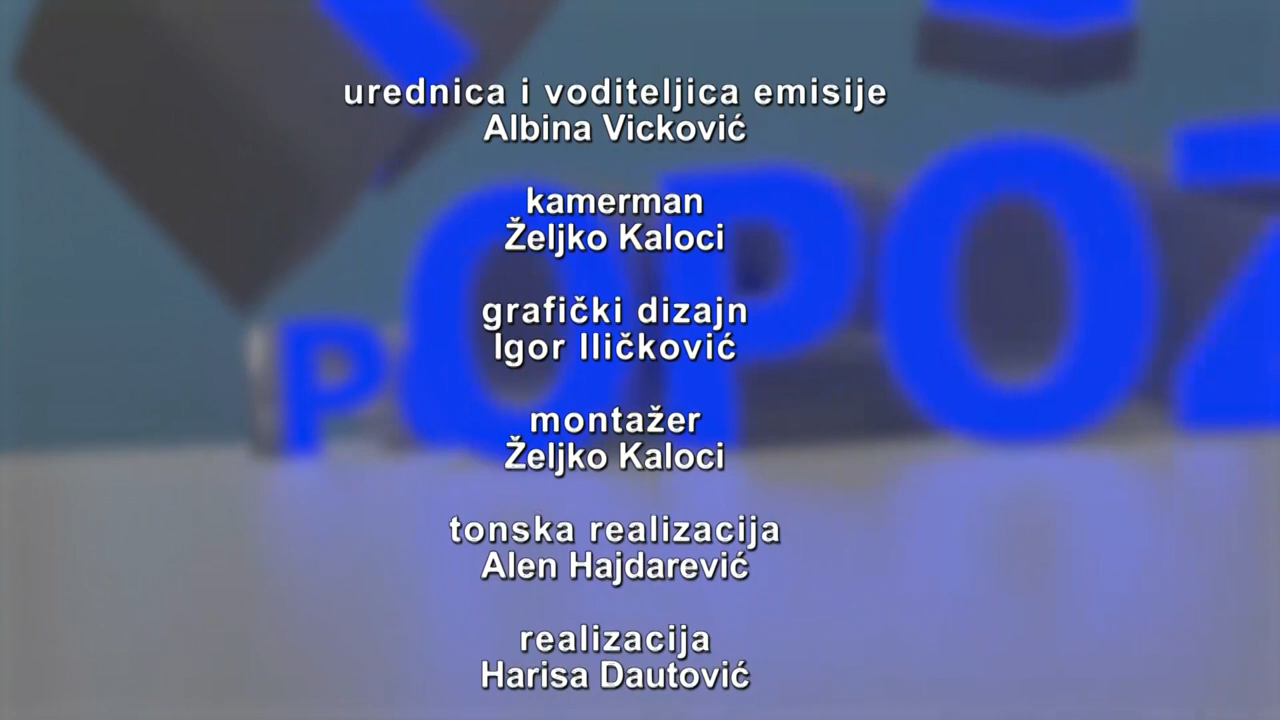 urednica i voditeljica emisije
Albina Vicković
kamerman
Željko Kaloci
grafički dizajn
Igor Iličković
montažer
Željko Kaloci
tonska realizacija
Alen Hajdarević
realizacija
Harisa Dautović
P
OPOZ